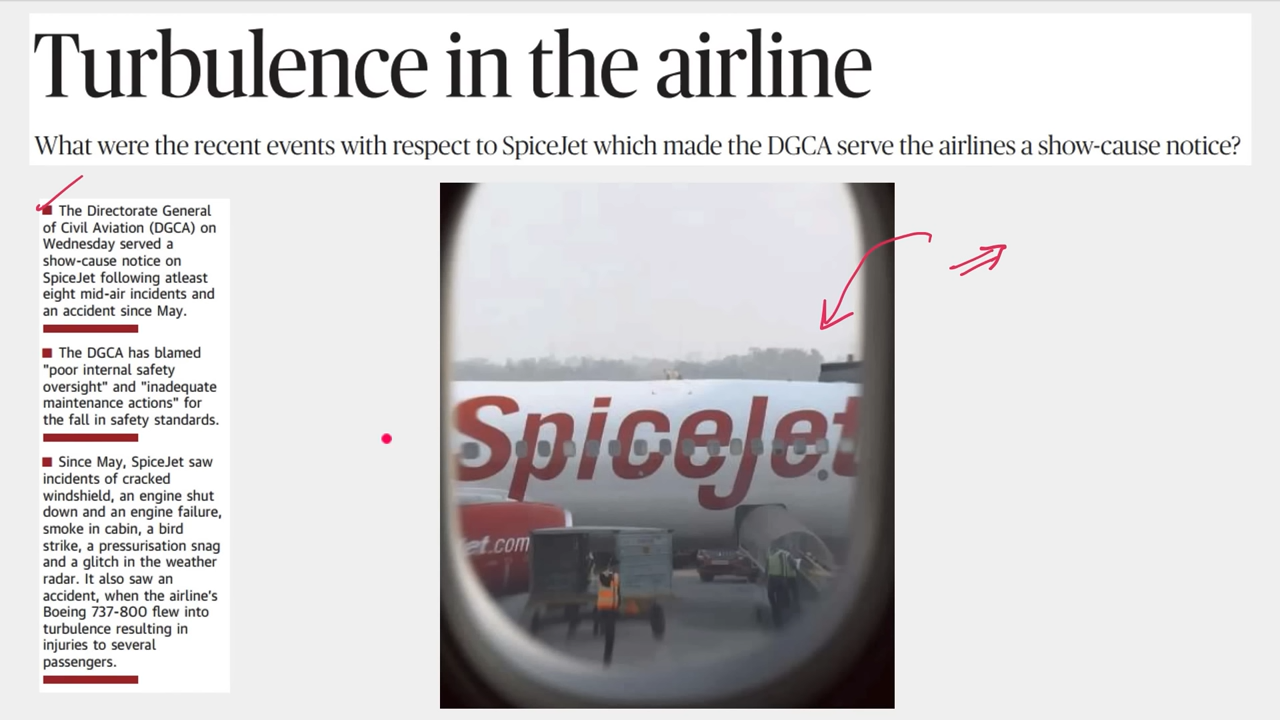 Turbulence in the airline
What were the recent events with respect to SpiceJet which made the DGCA serve the airlines a show-cause notice?
The Directorate General
of Civil Aviation (DGCA) on
Wednesday served a
show-cause notice on
SpiceJet following atleast
eight mid-air incidents and
an accident since May.
The DGCA has blamed
"poor internal safety
oversight" and "inadequate
maintenance actions" for
the fall in safety standards.
Since May, SpiceJet saw
incidents of cracked
windshield, an engine shut
down and an engine failure,
smoke in cabin, a bird
strike, a pressurisation snag
and a glitch in the weather
radar. It also saw an
accident, when the airline's
Boeing 737-800 flew into
turbulence resulting in
injuries to several
passengers.
SpiceJet
et.com